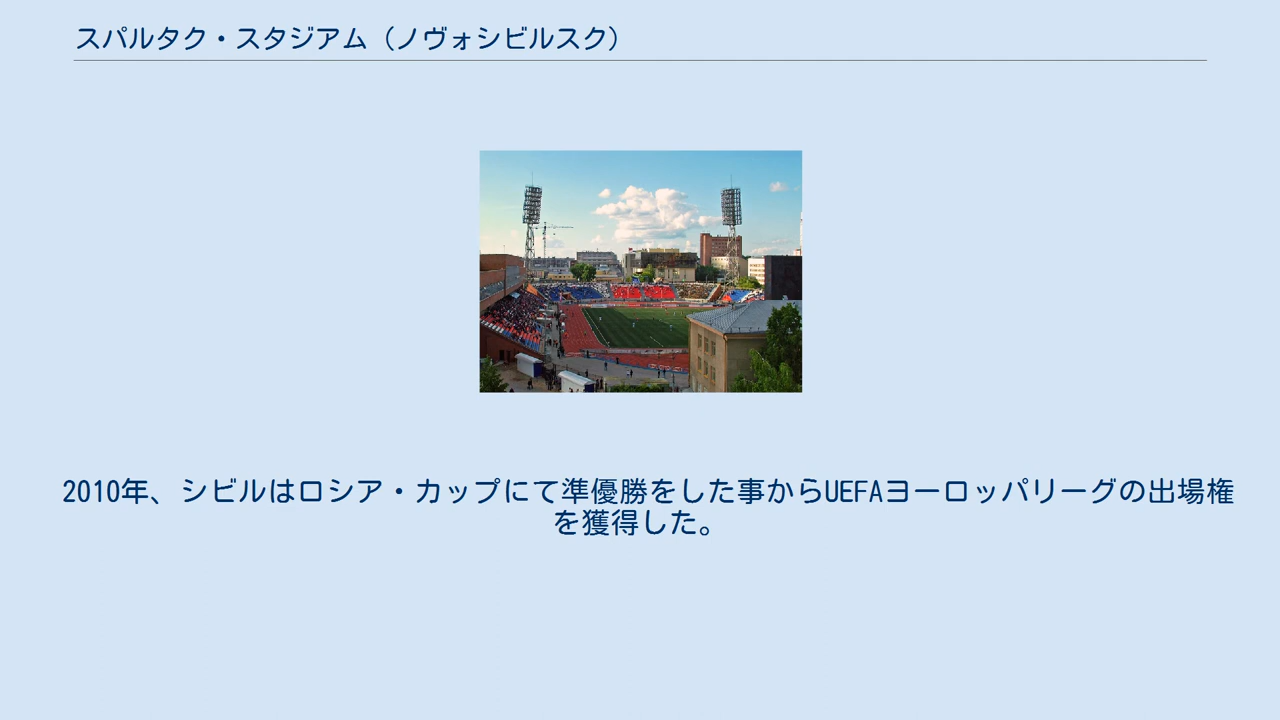 スパルタク・スタジアム（ノヴォシビルスク）
2010年、シビルはロシア・カップにて準優勝をした事からUEFAヨーロッパリーグの出場権
を獲得した。